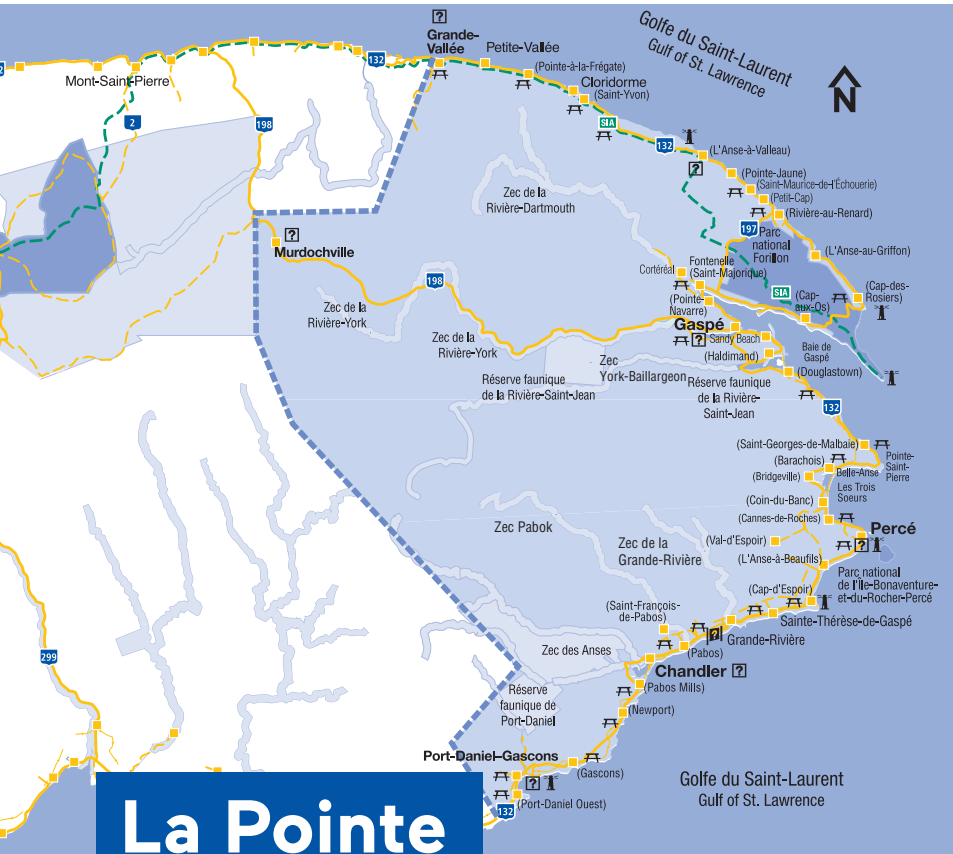 Golfe du Saint-Laurent
Gulf of St. Lawrence
N
?
Grande-
Vallée
Petite-Vallée
132
(Pointe-à-la-Frégate)
Mont-Saint-Pierre
Cloridorme
(Saint-Yvon)
2
198
SIA
132
(L'Anse-à-Valleau)
?
(Pointe-Jaune)
(Saint-Maurice-de-l'Échouerie)
(Petit-Cap)
(Rivière-au-Renard)
Zec de la
Rivière-Dartmouth
197
Parc
national
Forillon
(L'Anse-au-Griffon)
?
Murdochville
Cortéréal
Fontenelle
(Saint-Majorique)
198
SIA
(Cap-
aux-Os)
(Cap-des-
Rosiers)
(Pointe-
Navarre)
Zec de la
Rivière-York
Gaspé
?
Sandy Beach
(Haldimand)
Baie de
Gaspé
(Douglastown)
Zec de la
Rivière-York
Zec
York-Baillargeon
Réserve faunique
de la Rivière-Saint-Jean
Réserve faunique
de la Rivière-
Saint-Jean
132
(Saint-Georges-de-Malbaie)
Pointe-
Saint-
Pierre
(Barachois)
Belle-Anse
(Bridgeville)
Les Trois
Soeurs
(Coin-du-Banc)
(Cannes-de-Roches)
Percé
?
Zec Pabok
(Val-d'Espoir)
Zec de la
Grande-Rivière
(L'Anse-à-Beaufils)
Parc national
de l'Île-Bonaventure-
et-du-Rocher-Percé
(Cap-d'Espoir)
Sainte-Thérèse-de-Gaspé
(Saint-François-
de-Pabos)
?
Grande-Rivière
(Pabos)
Zec des Anses
299
Chandler ?
(Pabos Mills)
Réserve
faunique de
Port-Daniel
(Newport)
Port-Daniel–Gascons
(Gascons)
?
(Port-Daniel Ouest)
132
Golfe du Saint-Laurent
Gulf of St. Lawrence
La Pointe